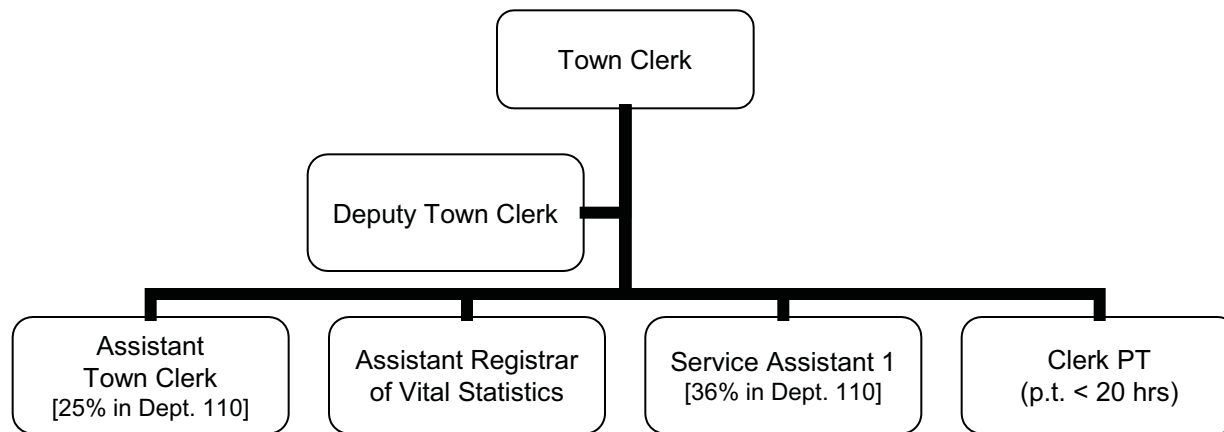 Town Clerk
Deputy Town Clerk
Assistant
Town Clerk
[25% in Dept. 110]
Assistant Registrar
of Vital Statistics
Service Assistant 1
[36% in Dept. 110]
Clerk PT
(p.t. < 20 hrs)